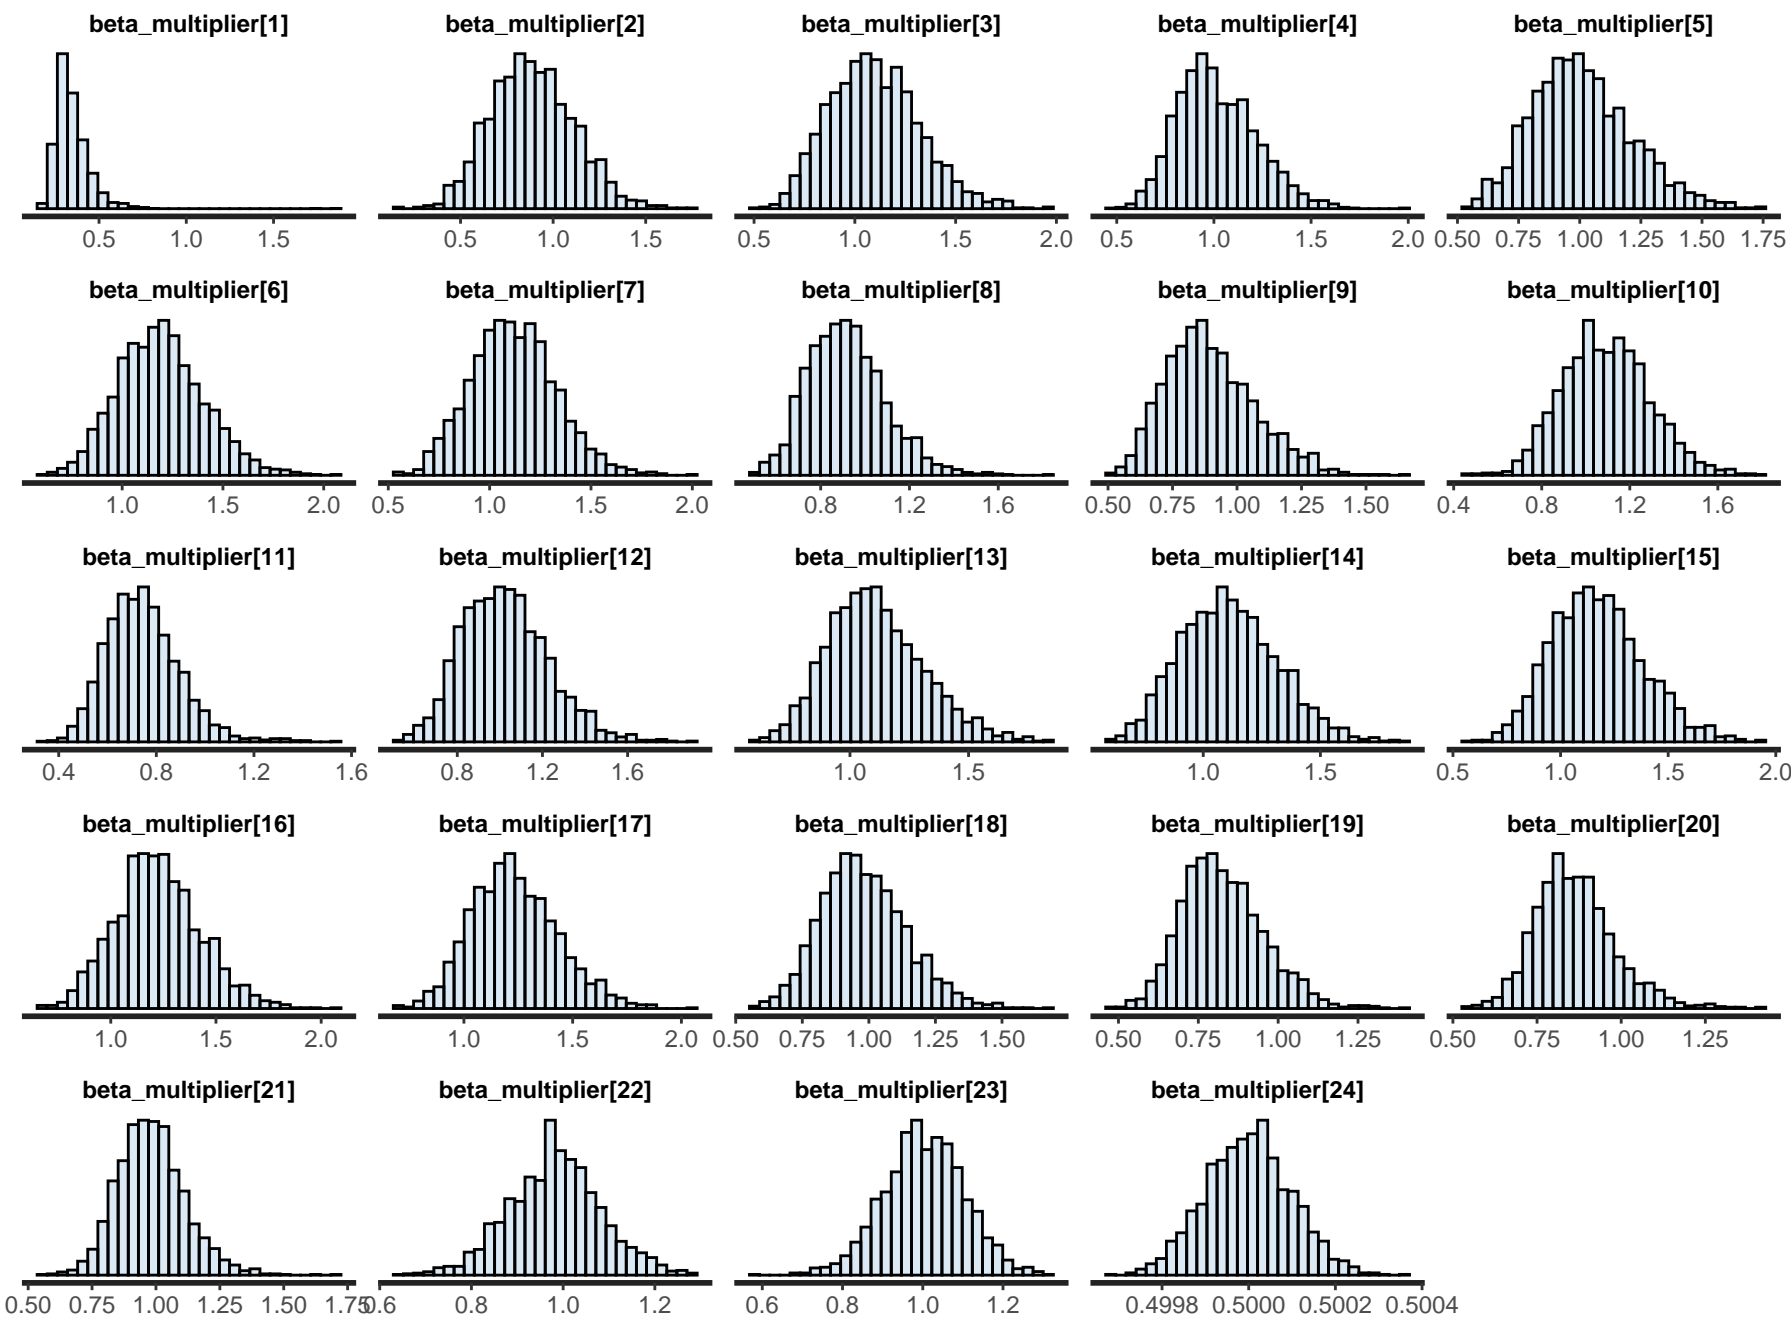 beta_multiplier[1] beta_multiplier[2] beta_multiplier[3] beta_multiplier[4] beta_multiplier[5]
0.5 1.0 1.5 0.5 1.0 1.5 0.5 1.0 1.5 2.0 0.5 1.0 1.5 2.0 0.50 0.75 1.00 1.25 1.50 1.75
beta_multiplier[6] beta_multiplier[7] beta_multiplier[8] beta_multiplier[9] beta_multiplier[10]
1.0 1.5 2.0 0.5 1.0 1.5 2.0 0.8 1.2 1.6 0.50 0.75 1.00 1.25 1.50 0.4 0.8 1.2 1.6
beta_multiplier[11] beta_multiplier[12] beta_multiplier[13] beta_multiplier[14] beta_multiplier[15]
0.4 0.8 1.2 1.6 0.8 1.2 1.6 1.0 1.5 1.0 1.5 0.5 1.0 1.5 2.0
beta_multiplier[16] beta_multiplier[17] beta_multiplier[18] beta_multiplier[19] beta_multiplier[20]
1.0 1.5 2.0 1.0 1.5 2.0 0.50 0.75 1.00 1.25 1.50 0.50 0.75 1.00 1.25 0.50 0.75 1.00 1.25
beta_multiplier[21] beta_multiplier[22] beta_multiplier[23] beta_multiplier[24]
0.50 0.75 1.00 1.25 1.50 1.75 0.6 0.8 1.0 1.2 0.6 0.8 1.0 1.2 0.4998 0.5000 0.5002 0.5004